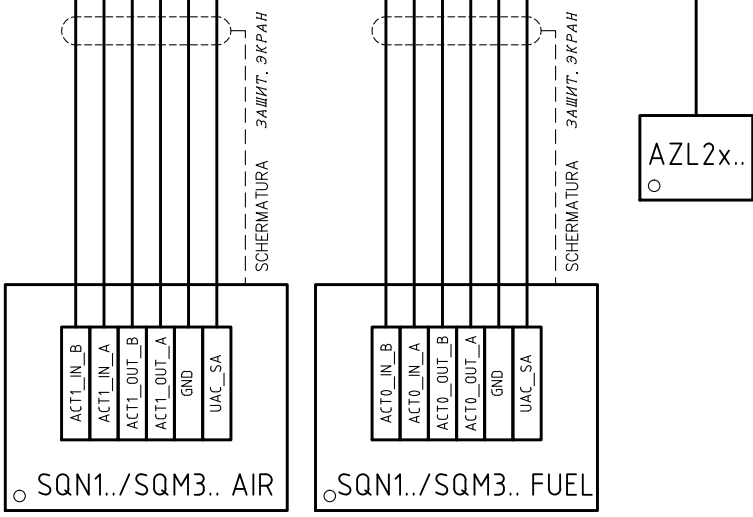 ЗАЩИТ. ЭКРАН
SCHERMATURA
ЗАЩИТ. ЭКРАН
SCHERMATURA
AZL2x..
ACT1_IN_B
ACT1_IN_A
ACT1_OUT_B
ACT1_OUT_A
GND
UAC_SA
SQN1../SQM3.. AIR
ACT0_IN_B
ACT0_IN_A
ACT0_OUT_B
ACT0_OUT_A
GND
UAC_SA
SQN1../SQM3.. FUEL